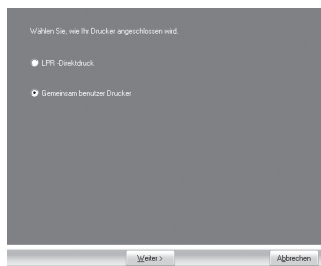 Wählen Sie, wie Ihr Drucker angeschlossen wird.
LPR -Direktdruck
Gemeinsam benutzer Drucker
Weiter >
Abbrechen